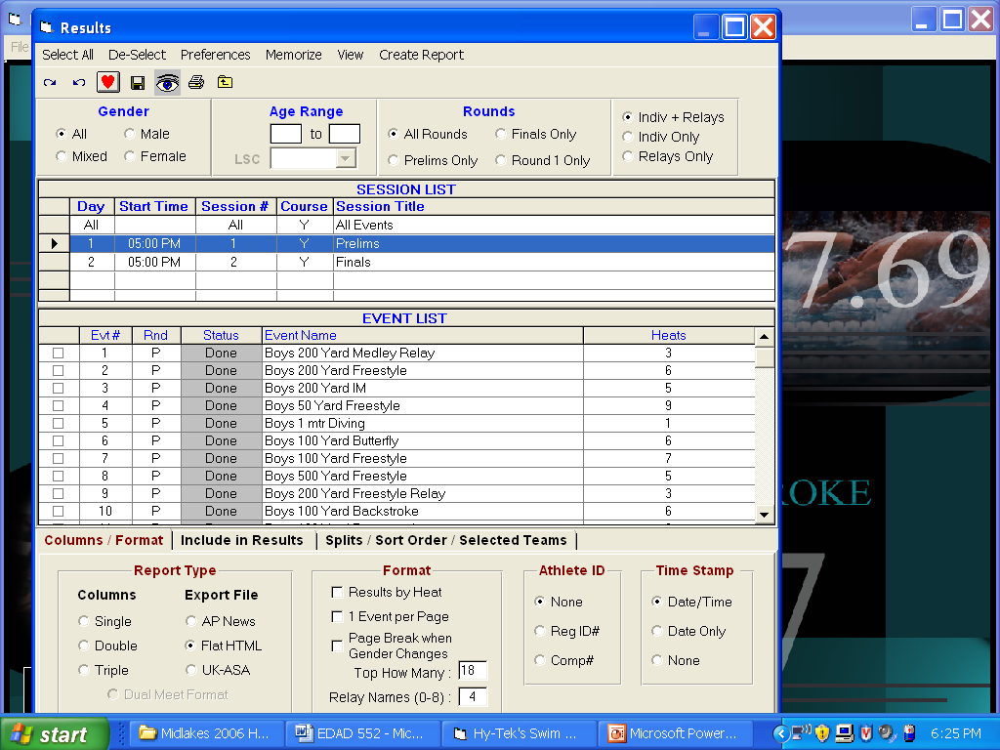 Results
File
Select All De-Select Preferences Memorize View Create Report
Gender
All Male
Mixed Female
Age Range
to
LSC
Rounds
All Rounds Finals Only
Prelims Only Round 1 Only
Indiv + Relays
Indiv Only
Relays Only
SESSION LIST
Day Start Time Session # Course Session Title
All All Y All Events
1 05:00 PM 1 Y Prelims
2 05:00 PM 2 Y Finals
7.69
EVENT LIST
Evt # Rnd Status Event Name Heats
1 P Done Boys 200 Yard Medley Relay 3
2 P Done Boys 200 Yard Freestyle 6
3 P Done Boys 200 Yard IM 5
4 P Done Boys 50 Yard Freestyle 9
5 P Done Boys 1 mtr Diving 1
6 P Done Boys 100 Yard Butterfly 6
7 P Done Boys 100 Yard Freestyle 7
8 P Done Boys 500 Yard Freestyle 5
9 P Done Boys 200 Yard Freestyle Relay 3
10 P Done Boys 100 Yard Backstroke 6
ROKE
7
Columns / Format Include in Results Splits / Sort Order / Selected Teams
Report Type
Columns Export File
Single AP News
Double Flat HTML
Triple UK-ASA
Dual Meet Format
Format
Results by Heat
1 Event per Page
Page Break when
Gender Changes
Top How Many : 18
Relay Names (0-8) : 4
Athlete ID
None
Reg ID#
Comp#
Time Stamp
Date/Time
Date Only
None
start Midlakes 2006 H... EDAD 552 - Mic... Hy-Tek's Swim ... Microsoft Power... 6:25 PM